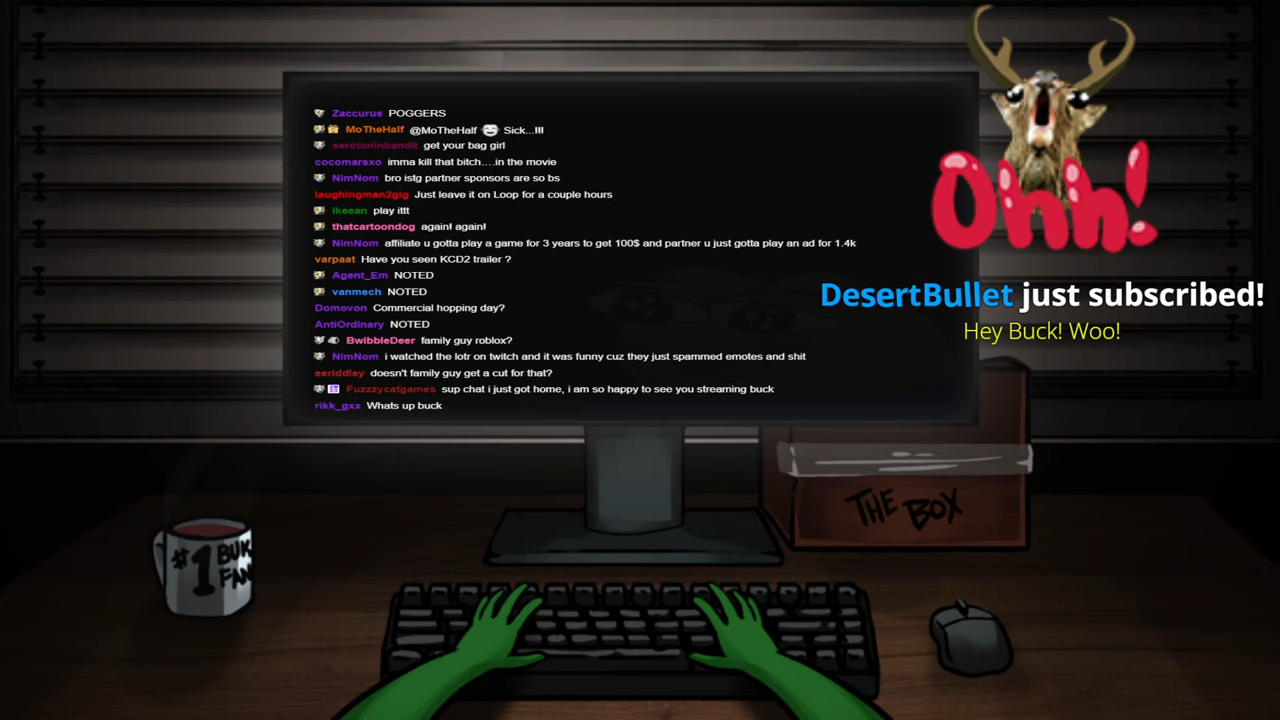 Zaccurus POGGERS
MoTheHalf @MoTheHalf Sick...!!!
serotoninbandit get your bag girl
cocomarsxo imma kill that bitch....in the movie
NimNom bro istg partner sponsors are so bs
laughingman2gig Just leave it on Loop for a couple hours
Ikeean play ittt
thatcartoondog again! again!
NimNom affiliate u gotta play a game for 3 years to get 100$ and partner u just gotta play an ad for 1.4k
varpaat Have you seen KCD2 trailer ?
Agent_Em NOTED
vanmech NOTED
Domovon Commercial hopping day?
AntiOrdinary NOTED
BwibbleDeer family guy roblox?
NimNom i watched the lotr on twitch and it was funny cuz they just spammed emotes and shit
eeriddley doesn't family guy get a cut for that?
Fuzzzycatgames sup chat i just got home, i am so happy to see you streaming buck
rikk_gxx Whats up buck
Ohh!
DesertBullet just subscribed!
Hey Buck! Woo!
THE BOX
#1 BUK
FAN